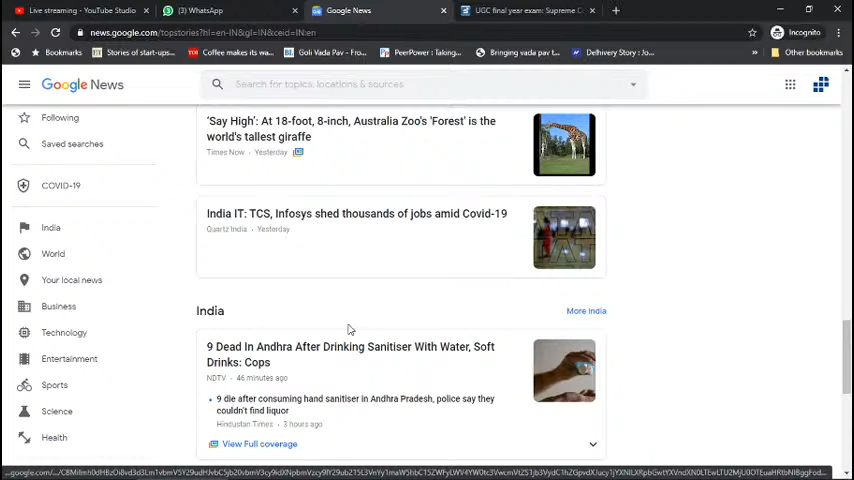 Live streaming - YouTube Studio
(3) WhatsApp
Google News
UGC final year exam: Supreme C
news.google.com/topstories?hl=en-IN&gl=IN&ceid=IN:en
Incognito
Bookmarks
Stories of start-ups...
Coffee makes its wa...
Goli Vada Pav - Fro...
PeerPower : Taking...
Bringing vada pav t...
Delhivery Story : Jo...
Other bookmarks
Google News
Search for topics, locations & sources
Following
Saved searches
COVID-19
India
World
Your local news
Business
Technology
Entertainment
Sports
Science
Health
‘Say High’: At 18-foot, 8-inch, Australia Zoo's 'Forest' is the
world's tallest giraffe
Times Now · Yesterday
India IT: TCS, Infosys shed thousands of jobs amid Covid-19
Quartz India · Yesterday
India
More India
9 Dead In Andhra After Drinking Sanitiser With Water, Soft
Drinks: Cops
NDTV · 46 minutes ago
9 die after consuming hand sanitiser in Andhra Pradesh, police say they
couldn't find liquor
Hindustan Times · 3 hours ago
View Full coverage